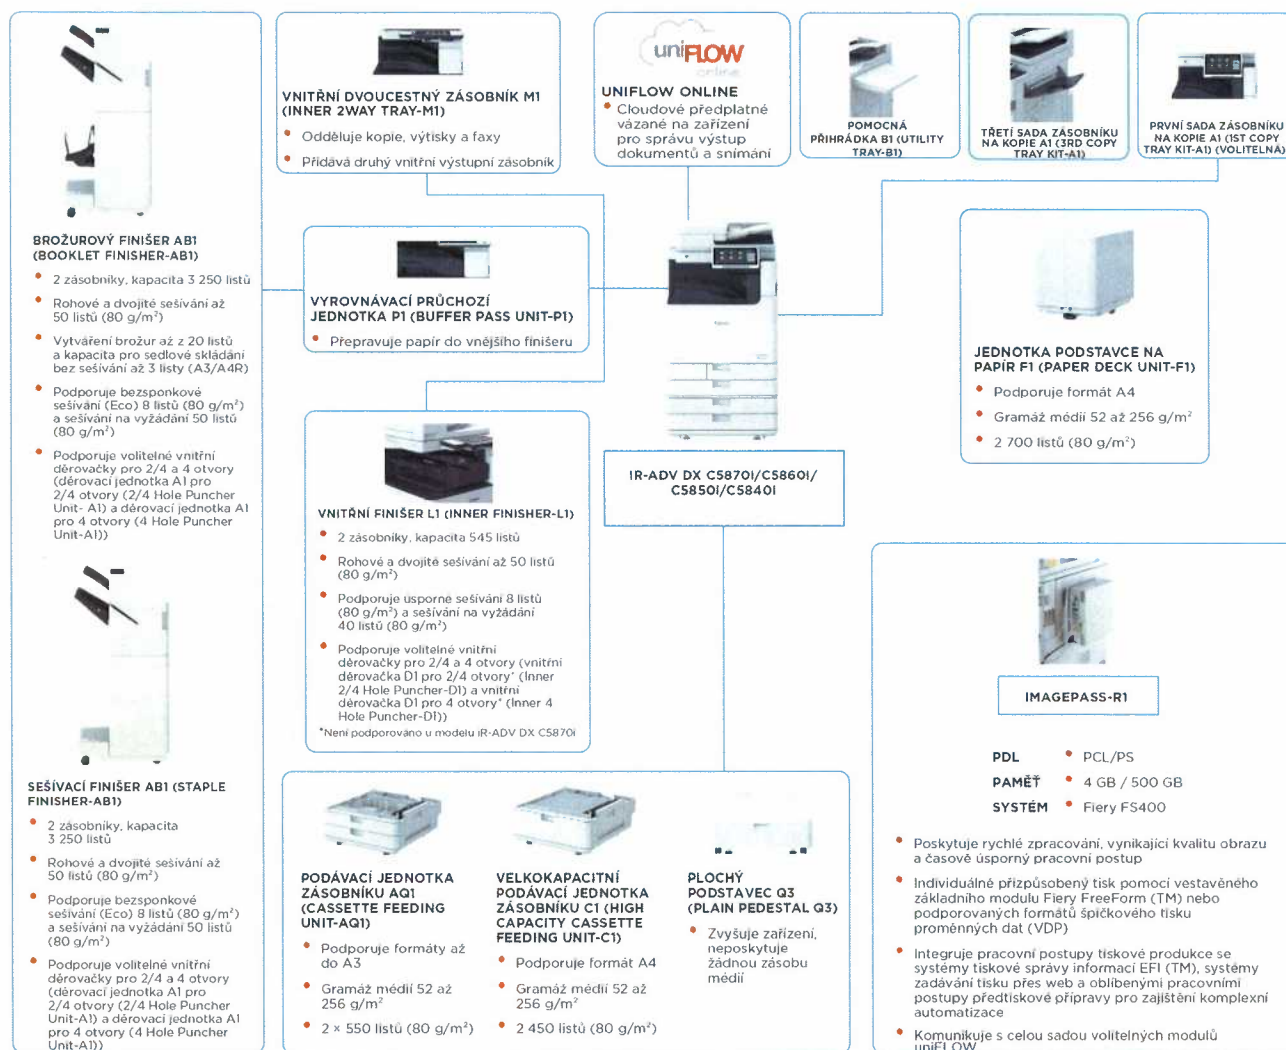 BROŽUROVÝ FINIŠER AB1
(BOOKLET FINISHER-AB1)
• 2 zásobníky, kapacita 3 250 listů
• Rohové a dvojité sešívání až
50 listů (80 g/m²)
• Vytváření brožur až z 20 listů
a kapacita pro sedlové skládání
bez sešívání až 3 listy (A3/A4R)
• Podporuje bezsponkové
sešívání (Eco) 8 listů (80 g/m²)
a sešívání na vyžádání 50 listů
(80 g/m²)
• Podporuje volitelné vnitřní
děrovačky pro 2/4 a 4 otvory
(děrovací jednotka A1 pro
2/4 otvory (2/4 Hole Puncher
Unit- A1) a děrovací jednotka A1
pro 4 otvory (4 Hole Puncher
Unit-A1))
SEŠÍVACÍ FINIŠER AB1 (STAPLE
FINISHER-AB1)
• 2 zásobníky, kapacita
3 250 listů
• Rohové a dvojité sešívání až
50 listů (80 g/m²)
• Podporuje bezsponkové
sešívání (Eco) 8 listů (80 g/m²)
a sešívání na vyžádání 50 listů
(80 g/m²)
• Podporuje volitelné vnitřní
děrovačky pro 2/4 a 4 otvory
(děrovací jednotka A1 pro
2/4 otvory (2/4 Hole Puncher
Unit-A1) a děrovací jednotka A1
pro 4 otvory (4 Hole Puncher
Unit-A1))
VNITŘNÍ DVOUCESTNÝ ZÁSOBNÍK M1
(INNER 2WAY TRAY-M1)
• Odděluje kopie, výtisky a faxy
• Přidává druhý vnitřní výstupní zásobník
VYROVNÁVACÍ PRŮCHOZÍ
JEDNOTKA P1 (BUFFER PASS UNIT-P1)
• Přepravuje papír do vnějšího finišeru
VNITŘNÍ FINIŠER L1 (INNER FINISHER-L1)
• 2 zásobníky, kapacita 545 listů
• Rohové a dvojité sešívání až 50 listů
(80 g/m²)
• Podporuje úsporné sešívání 8 listů
(80 g/m²) a sešívání na vyžádání
40 listů (80 g/m²)
• Podporuje volitelné vnitřní
děrovačky pro 2/4 a 4 otvory (vnitřní
děrovačka D1 pro 2/4 otvory* (Inner
2/4 Hole Puncher-D1) a vnitřní
děrovačka D1 pro 4 otvory* (Inner 4
Hole Puncher-D1))
*Není podporováno u modelu iR-ADV DX C5870i
uniFLOW
online
UNIFLOW ONLINE
• Cloudové předplatné
vázané na zařízení
pro správu výstup
dokumentů a snímání
POMOCNÁ
PŘIHRÁDKA B1 (UTILITY
TRAY-B1)
TŘETÍ SADA ZÁSOBNÍKU
NA KOPIE A1 (3RD COPY
TRAY KIT-A1)
PRVNÍ SADA ZÁSOBNÍKU
NA KOPIE A1 (1ST COPY
TRAY KIT-A1) (VOLITELNÁ)
IR-ADV DX C5870I/C5860I/
C5850I/C5840I
JEDNOTKA PODSTAVCE NA
PAPÍR F1 (PAPER DECK UNIT-F1)
• Podporuje formát A4
• Gramáž médií 52 až 256 g/m²
• 2 700 listů (80 g/m²)
PODÁVACÍ JEDNOTKA
ZÁSOBNÍKU AQ1
(CASSETTE FEEDING
UNIT-AQ1)
• Podporuje formáty až
do A3
• Gramáž médií 52 až
256 g/m²
• 2 × 550 listů (80 g/m²)
VELKOKAPACITNÍ
PODÁVACÍ JEDNOTKA
ZÁSOBNÍKU C1 (HIGH
CAPACITY CASSETTE
FEEDING UNIT-C1)
• Podporuje formát A4
• Gramáž médií 52 až
256 g/m²
• 2 450 listů (80 g/m²)
PLOCHÝ
PODSTAVEC Q3
(PLAIN PEDESTAL Q3)
• Zvyšuje zařízení,
neposkytuje
žádnou zásobu
médií
IMAGEPASS-R1
PDL • PCL/PS
PAMĚŤ • 4 GB / 500 GB
SYSTÉM • Fiery FS400
• Poskytuje rychlé zpracování, vynikající kvalitu obrazu
a časově úsporný pracovní postup
• Individuálně přizpůsobený tisk pomocí vestavěného
základního modulu Fiery FreeForm (TM) nebo
podporovaných formátů špičkového tisku
proměnných dat (VDP)
• Integruje pracovní postupy tiskové produkce se
systémy tiskové správy informací EFI (TM), systémy
zadávání tisku přes web a oblíbenými pracovními
postupy předtiskové přípravy pro zajištění komplexní
automatizace
• Komunikuje s celou sadou volitelných modulů
uniFLOW